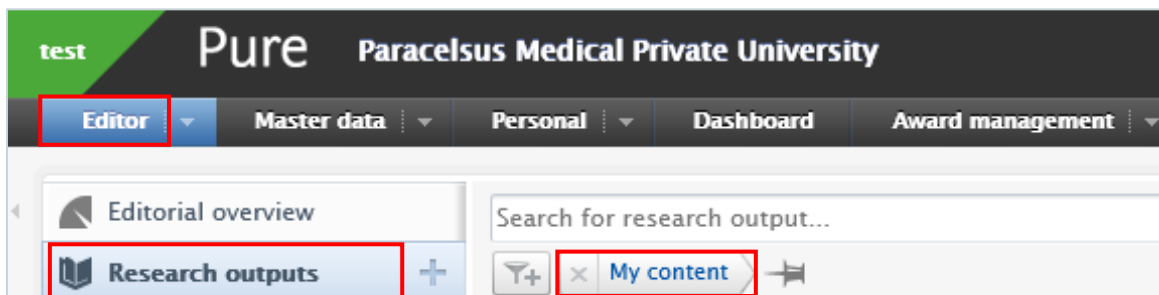 test Pure Paracelsus Medical Private University
Editor Master data Personal Dashboard Award management
Editorial overview
Search for research output...
Research outputs
My content